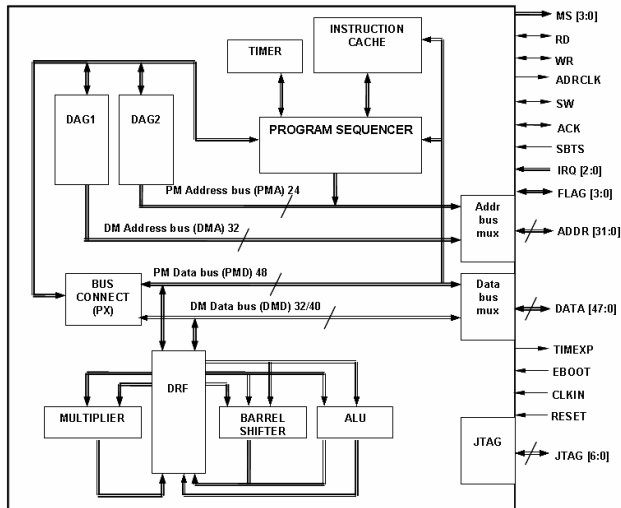 INSTRUCTION
CACHE
TIMER
DAG1
DAG2
PROGRAM SEQUENCER
PM Address bus (PMA) 24
DM Address bus (DMA) 32
Addr
bus
mux
PM Data bus (PMD) 48
BUS
CONNECT
(PX)
DM Data bus (DMD) 32/40
Data
bus
mux
DRF
MULTIPLIER
BARREL
SHIFTER
ALU
JTAG
MS [3:0]
RD
WR
ADRCLK
SW
ACK
SBTS
IRQ [2:0]
FLAG [3:0]
ADDR [31:0]
DATA [47:0]
TIMEXP
EBOOT
CLKIN
RESET
JTAG [6:0]